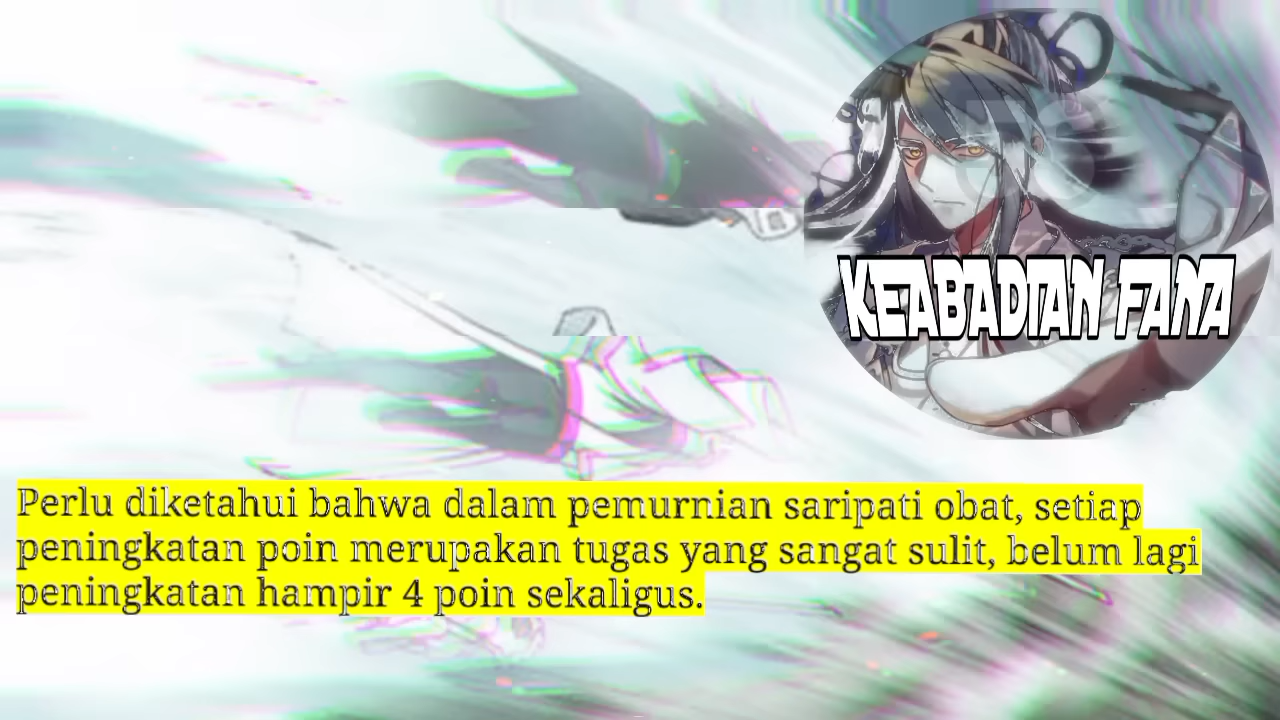 KEABADIAN FANA
Perlu diketahui bahwa dalam pemurnian saripati obat, setiap
peningkatan poin merupakan tugas yang sangat sulit, belum lagi
peningkatan hampir 4 poin sekaligus.